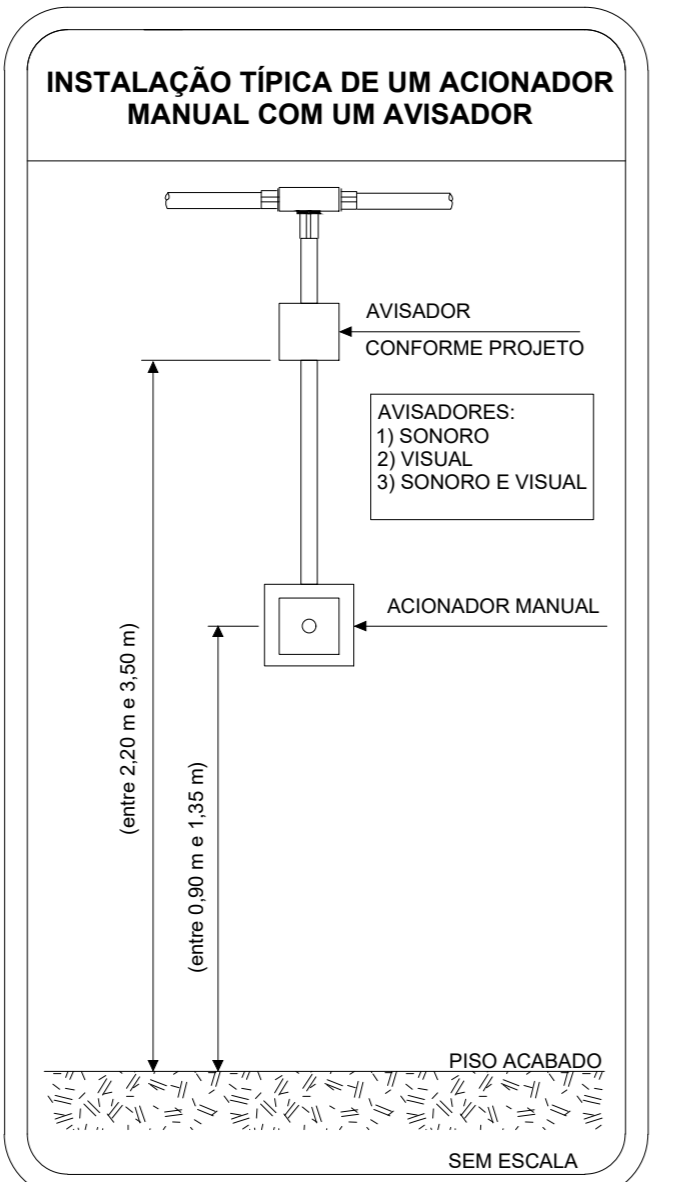 INSTALAÇÃO TÍPICA DE UM ACIONADOR
MANUAL COM UM AVISADOR
AVISADOR
CONFORME PROJETO
AVISADORES:
1) SONORO
2) VISUAL
3) SONORO E VISUAL
ACIONADOR MANUAL
(entre 2,20 m e 3,50 m)
(entre 0,90 m e 1,35 m)
PISO ACABADO
SEM ESCALA